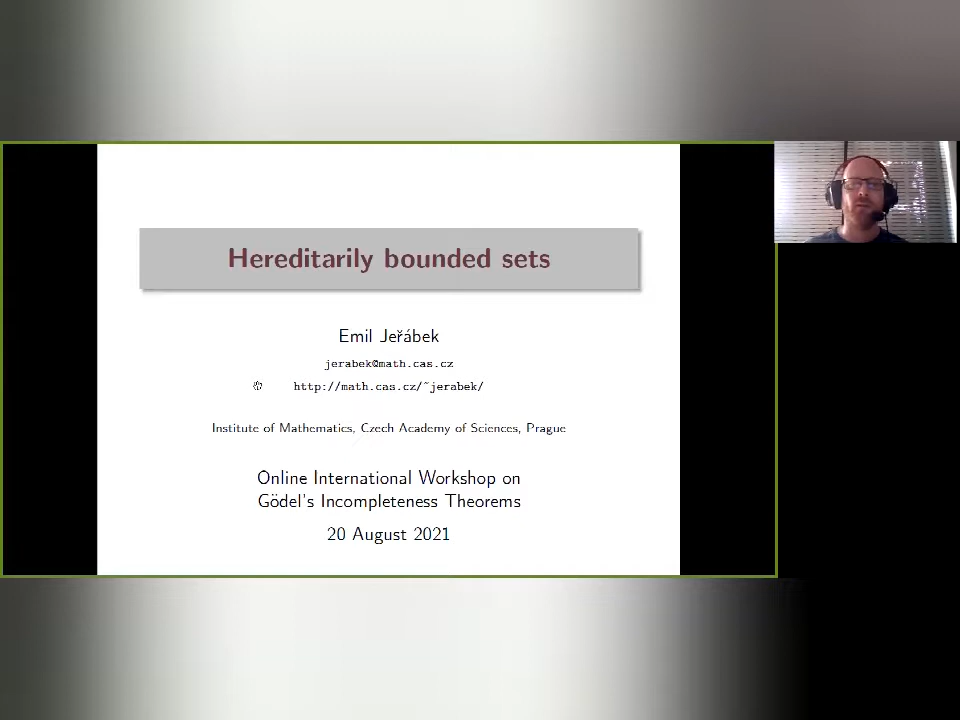 Hereditarily bounded sets
Emil Jeřábek
jerabek@math.cas.cz
http://math.cas.cz/~jerabek/
Institute of Mathematics, Czech Academy of Sciences, Prague
Online International Workshop on
Gödel's Incompleteness Theorems
20 August 2021